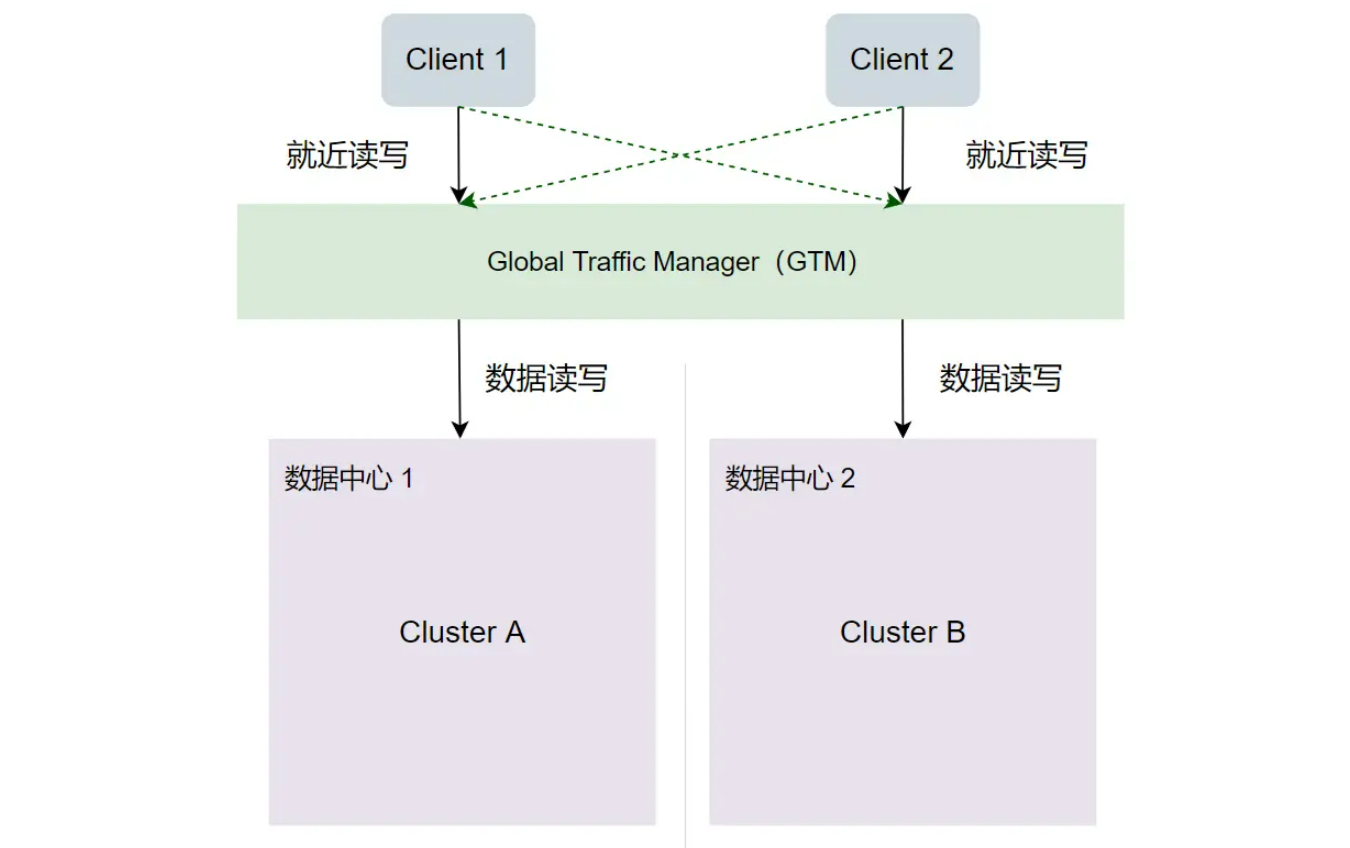 Client 1
Client 2
就近读写
就近读写
Global Traffic Manager（GTM）
数据读写
数据读写
数据中心 1
数据中心 2
Cluster A
Cluster B